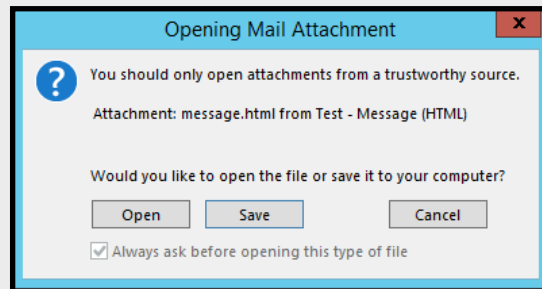 Opening Mail Attachment
x
?
You should only open attachments from a trustworthy source.
Attachment: message.html from Test - Message (HTML)
Would you like to open the file or save it to your computer?
Open Save Cancel
Always ask before opening this type of file